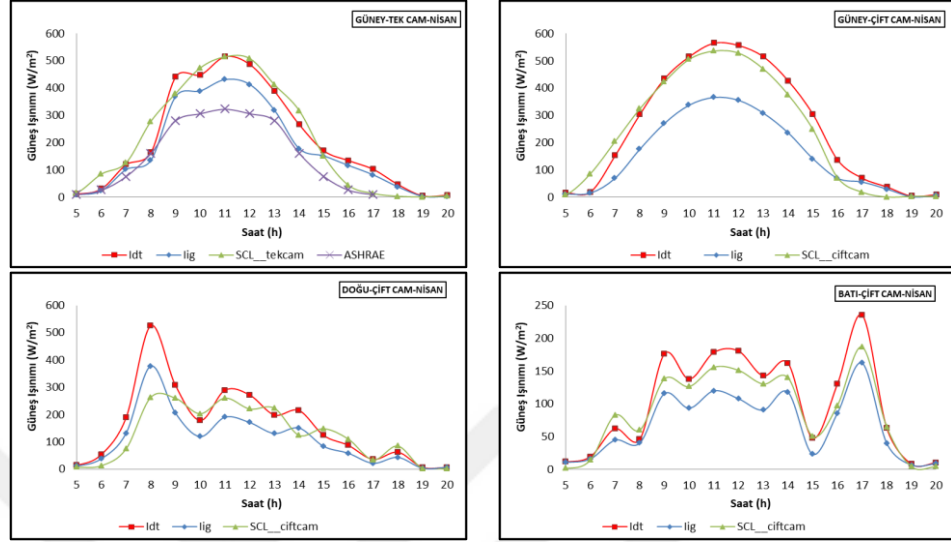 GÜNEY-TEK CAM-NİSAN
Güneş Işınımı (W/m²)
600
500
400
300
200
100
0
5 6 7 8 9 10 11 12 13 14 15 16 17 18 19 20
Saat (h)
Idt Iig SCL__tekcam ASHRAE
GÜNEY-ÇİFT CAM-NİSAN
Güneş Işınımı (W/m²)
600
500
400
300
200
100
0
5 6 7 8 9 10 11 12 13 14 15 16 17 18 19 20
Saat (h)
Idt Iig SCL__ciftcam
DOĞU-ÇİFT CAM-NİSAN
Güneş Işınımı (W/m²)
600
500
400
300
200
100
0
5 6 7 8 9 10 11 12 13 14 15 16 17 18 19 20
Saat (h)
Idt Iig SCL__ciftcam
BATI-ÇİFT CAM-NİSAN
Güneş Işınımı (W/m²)
250
200
150
100
50
0
5 6 7 8 9 10 11 12 13 14 15 16 17 18 19 20
Saat (h)
Idt Iig SCL__ciftcam